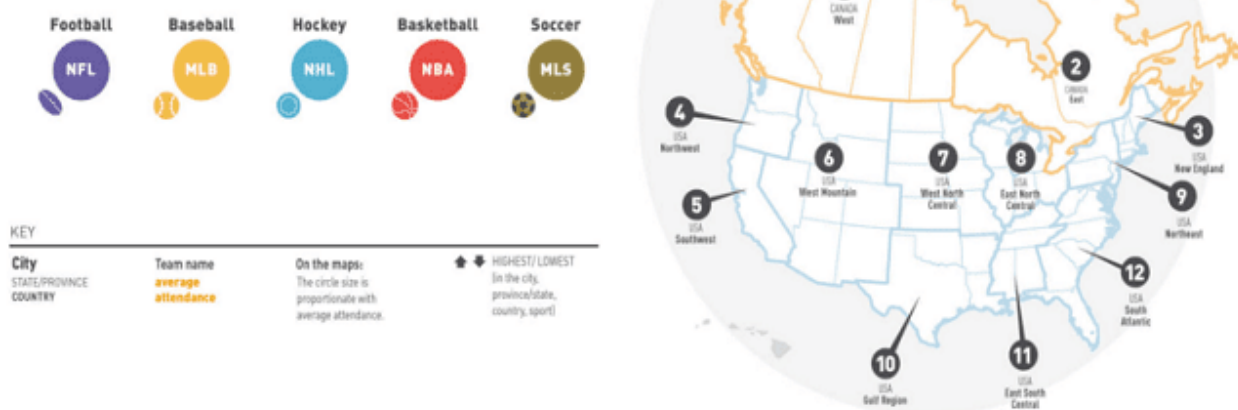 Football
Baseball
Hockey
Basketball
Soccer
NFL
MLB
NHL
NBA
MLS
KEY
City
STATE/PROVINCE
COUNTRY
Team name
average
attendance
On the maps:
The circle size is
proportionate with
average attendance.
HIGHEST/LOWEST
(in the city,
province/state,
country, sport)
CANADA
West
2
CANADA
East
3
USA
New England
4
USA
Northwest
5
USA
Southwest
6
USA
West Mountain
7
USA
West North
Central
8
USA
East North
Central
9
USA
Northeast
10
USA
Gulf Region
11
USA
East South
Central
12
USA
South
Atlantic